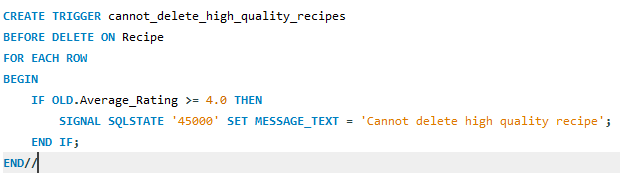 CREATE TRIGGER cannot_delete_high_quality_recipes
BEFORE DELETE ON Recipe
FOR EACH ROW
BEGIN
    IF OLD.Average_Rating >= 4.0 THEN
        SIGNAL SQLSTATE '45000' SET MESSAGE_TEXT = 'Cannot delete high quality recipe';
    END IF;
END//